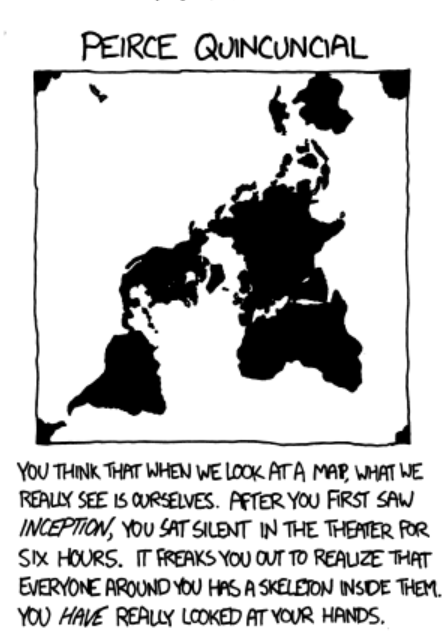 PEIRCE QUINCUNCIAL
YOU THINK THAT WHEN WE LOOK AT A MAP, WHAT WE
REALLY SEE IS OURSELVES. AFTER YOU FIRST SAW
INCEPTION, YOU SAT SILENT IN THE THEATER FOR
SIX HOURS. IT FREAKS YOU OUT TO REALIZE THAT
EVERYONE AROUND YOU HAS A SKELETON INSIDE THEM.
YOU HAVE REALLY LOOKED AT YOUR HANDS.